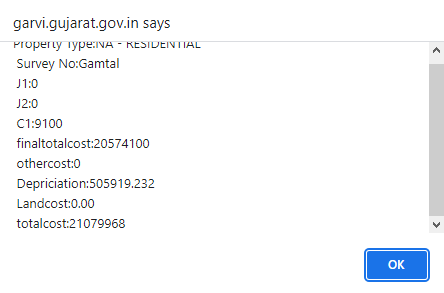 garvi.gujarat.gov.in says
Property Type:NA - RESIDENTIAL
Survey No:Gamtal
J1:0
J2:0
C1:9100
finaltotalcost:20574100
othercost:0
Depriciation:505919.232
Landcost:0.00
totalcost:21079968
OK